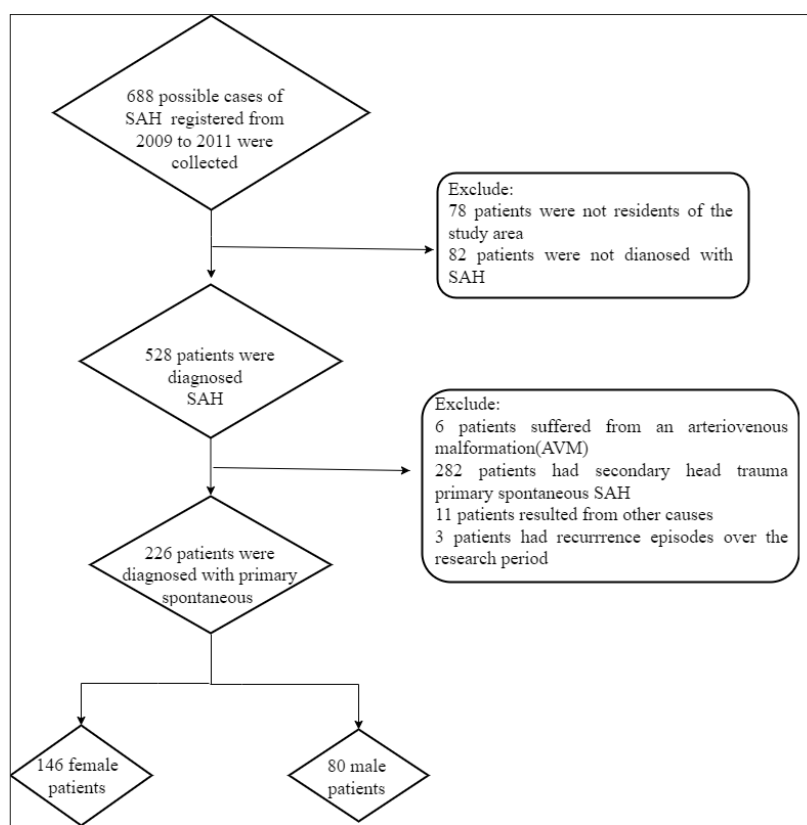 688 possible cases of
SAH registered from
2009 to 2011 were
collected
Exclude:
78 patients were not residents of the
study area
82 patients were not dianosed with
SAH
528 patients were
diagnosed
SAH
Exclude:
6 patients suffered from an arteriovenous
malformation(AVM)
282 patients had secondary head trauma
primary spontaneous SAH
11 patients resulted from other causes
3 patients had recurrrence episodes over the
research period
226 patients were
diagnosed with primary
spontaneous
146 female
patients
80 male
patients